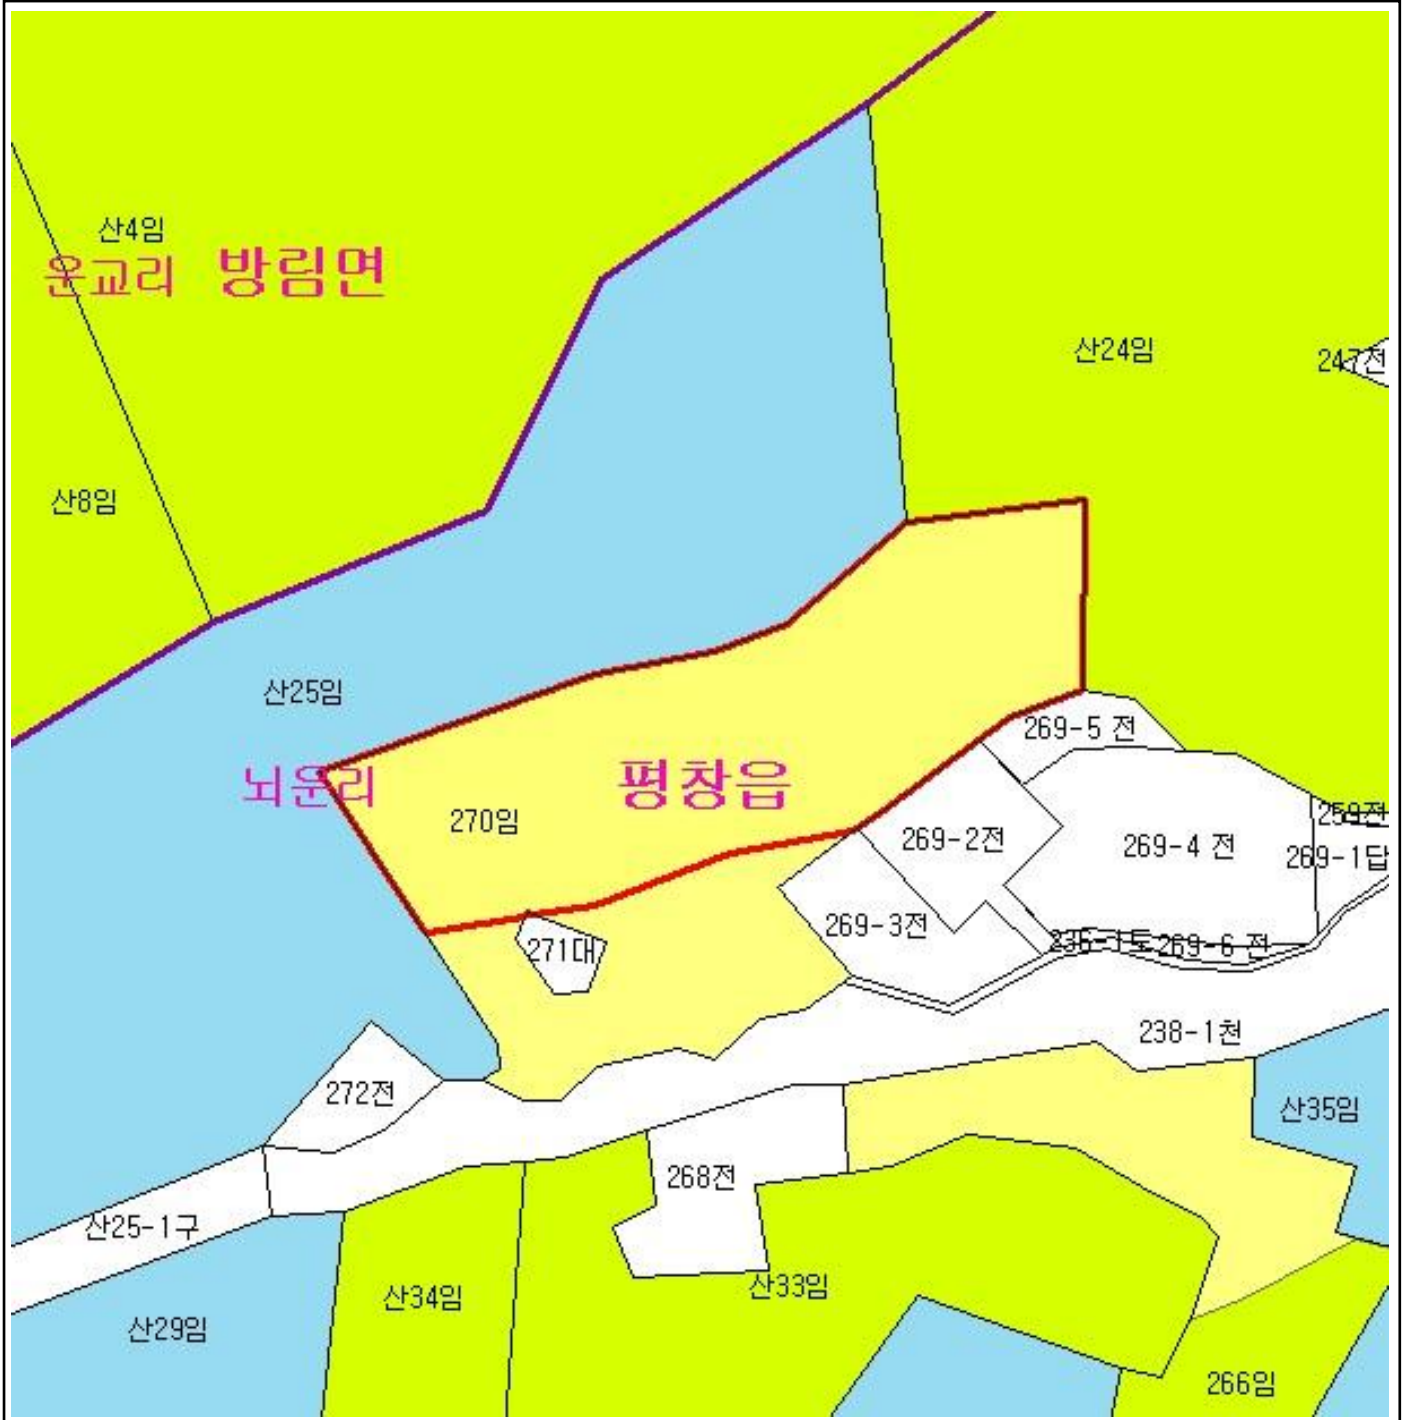 산4임
운교리 방림면
산24임
247전
산8임
산25임
269-5 전
뇌운리
평창읍
270임
259전
269-2전
269-4 전
269-1답
269-3전
271대
236-1도
269-6 전
238-1천
272전
산35임
268전
산25-1구
산34임
산33임
산29임
266임